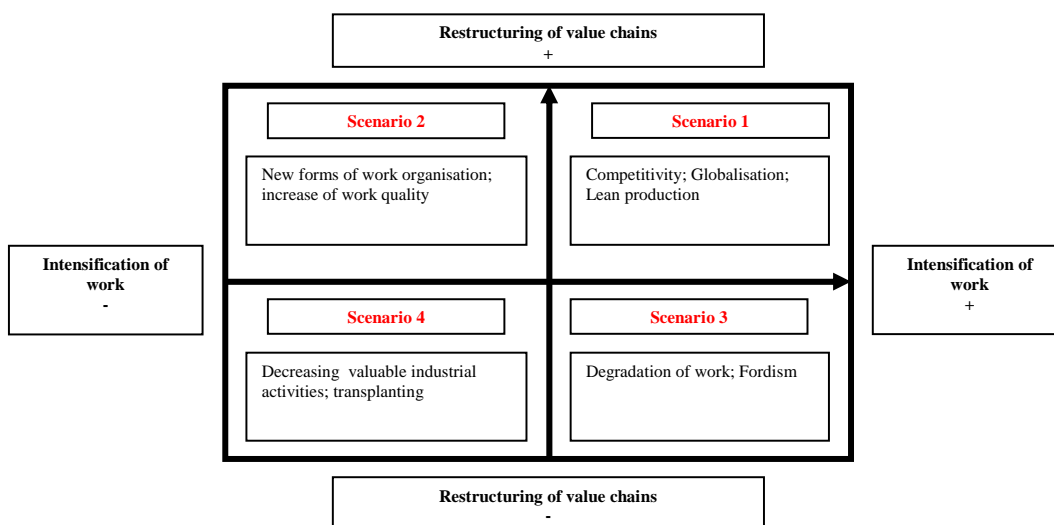 Restructuring of value chains
+
Scenario 2
Scenario 1
New forms of work organisation;
increase of work quality
Competitivity; Globalisation;
Lean production
Intensification of
work
-
Intensification of
work
+
Scenario 4
Scenario 3
Decreasing valuable industrial
activities; transplanting
Degradation of work; Fordism
Restructuring of value chains
-